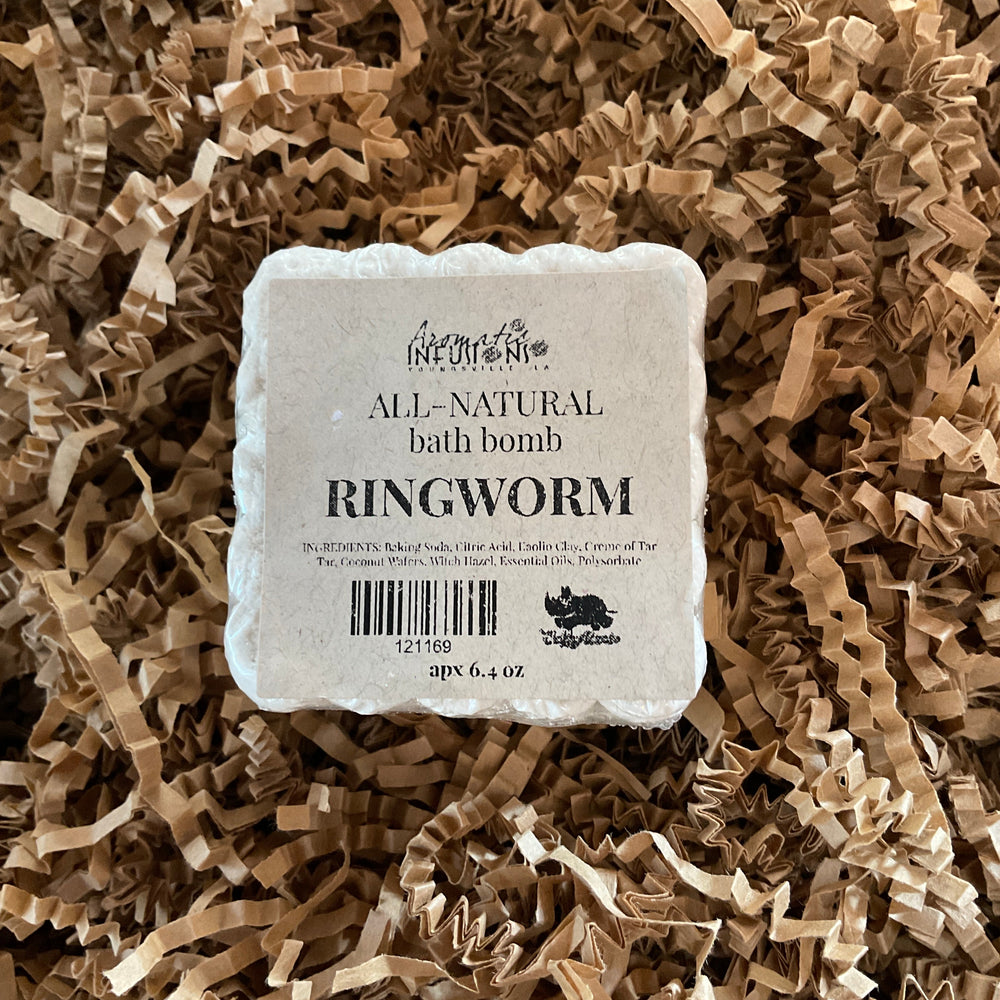 Aromatic
INFUSIONS
YOUNGSVILLE, LA
ALL-NATURAL
bath bomb
RINGWORM
INGREDIENTS: Baking Soda, Citric Acid, Kaolin Clay, Creme of Tar
Tar, Coconut Wafers, Witch Hazel, Essential Oils, Polysorbate
121169
apx 6.4 oz